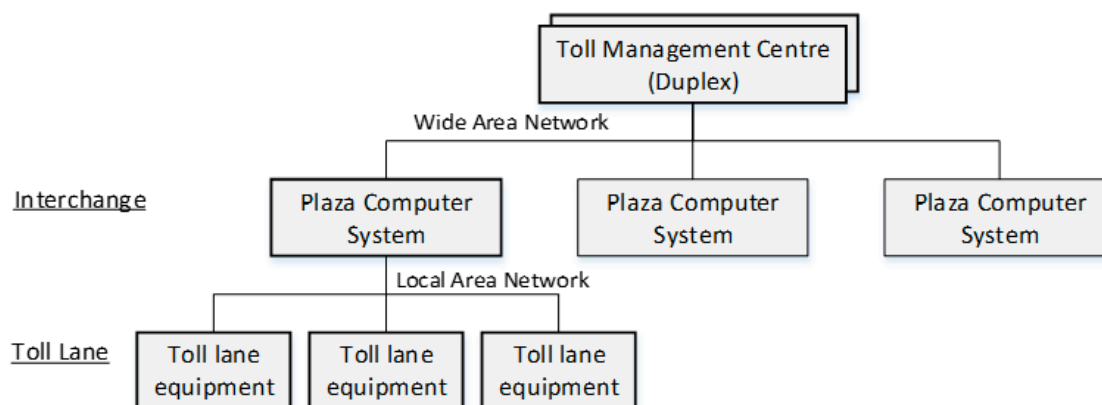 Toll Management Centre
(Duplex)
Wide Area Network
Interchange
Plaza Computer
System
Plaza Computer
System
Plaza Computer
System
Local Area Network
Toll Lane
Toll lane
equipment
Toll lane
equipment
Toll lane
equipment